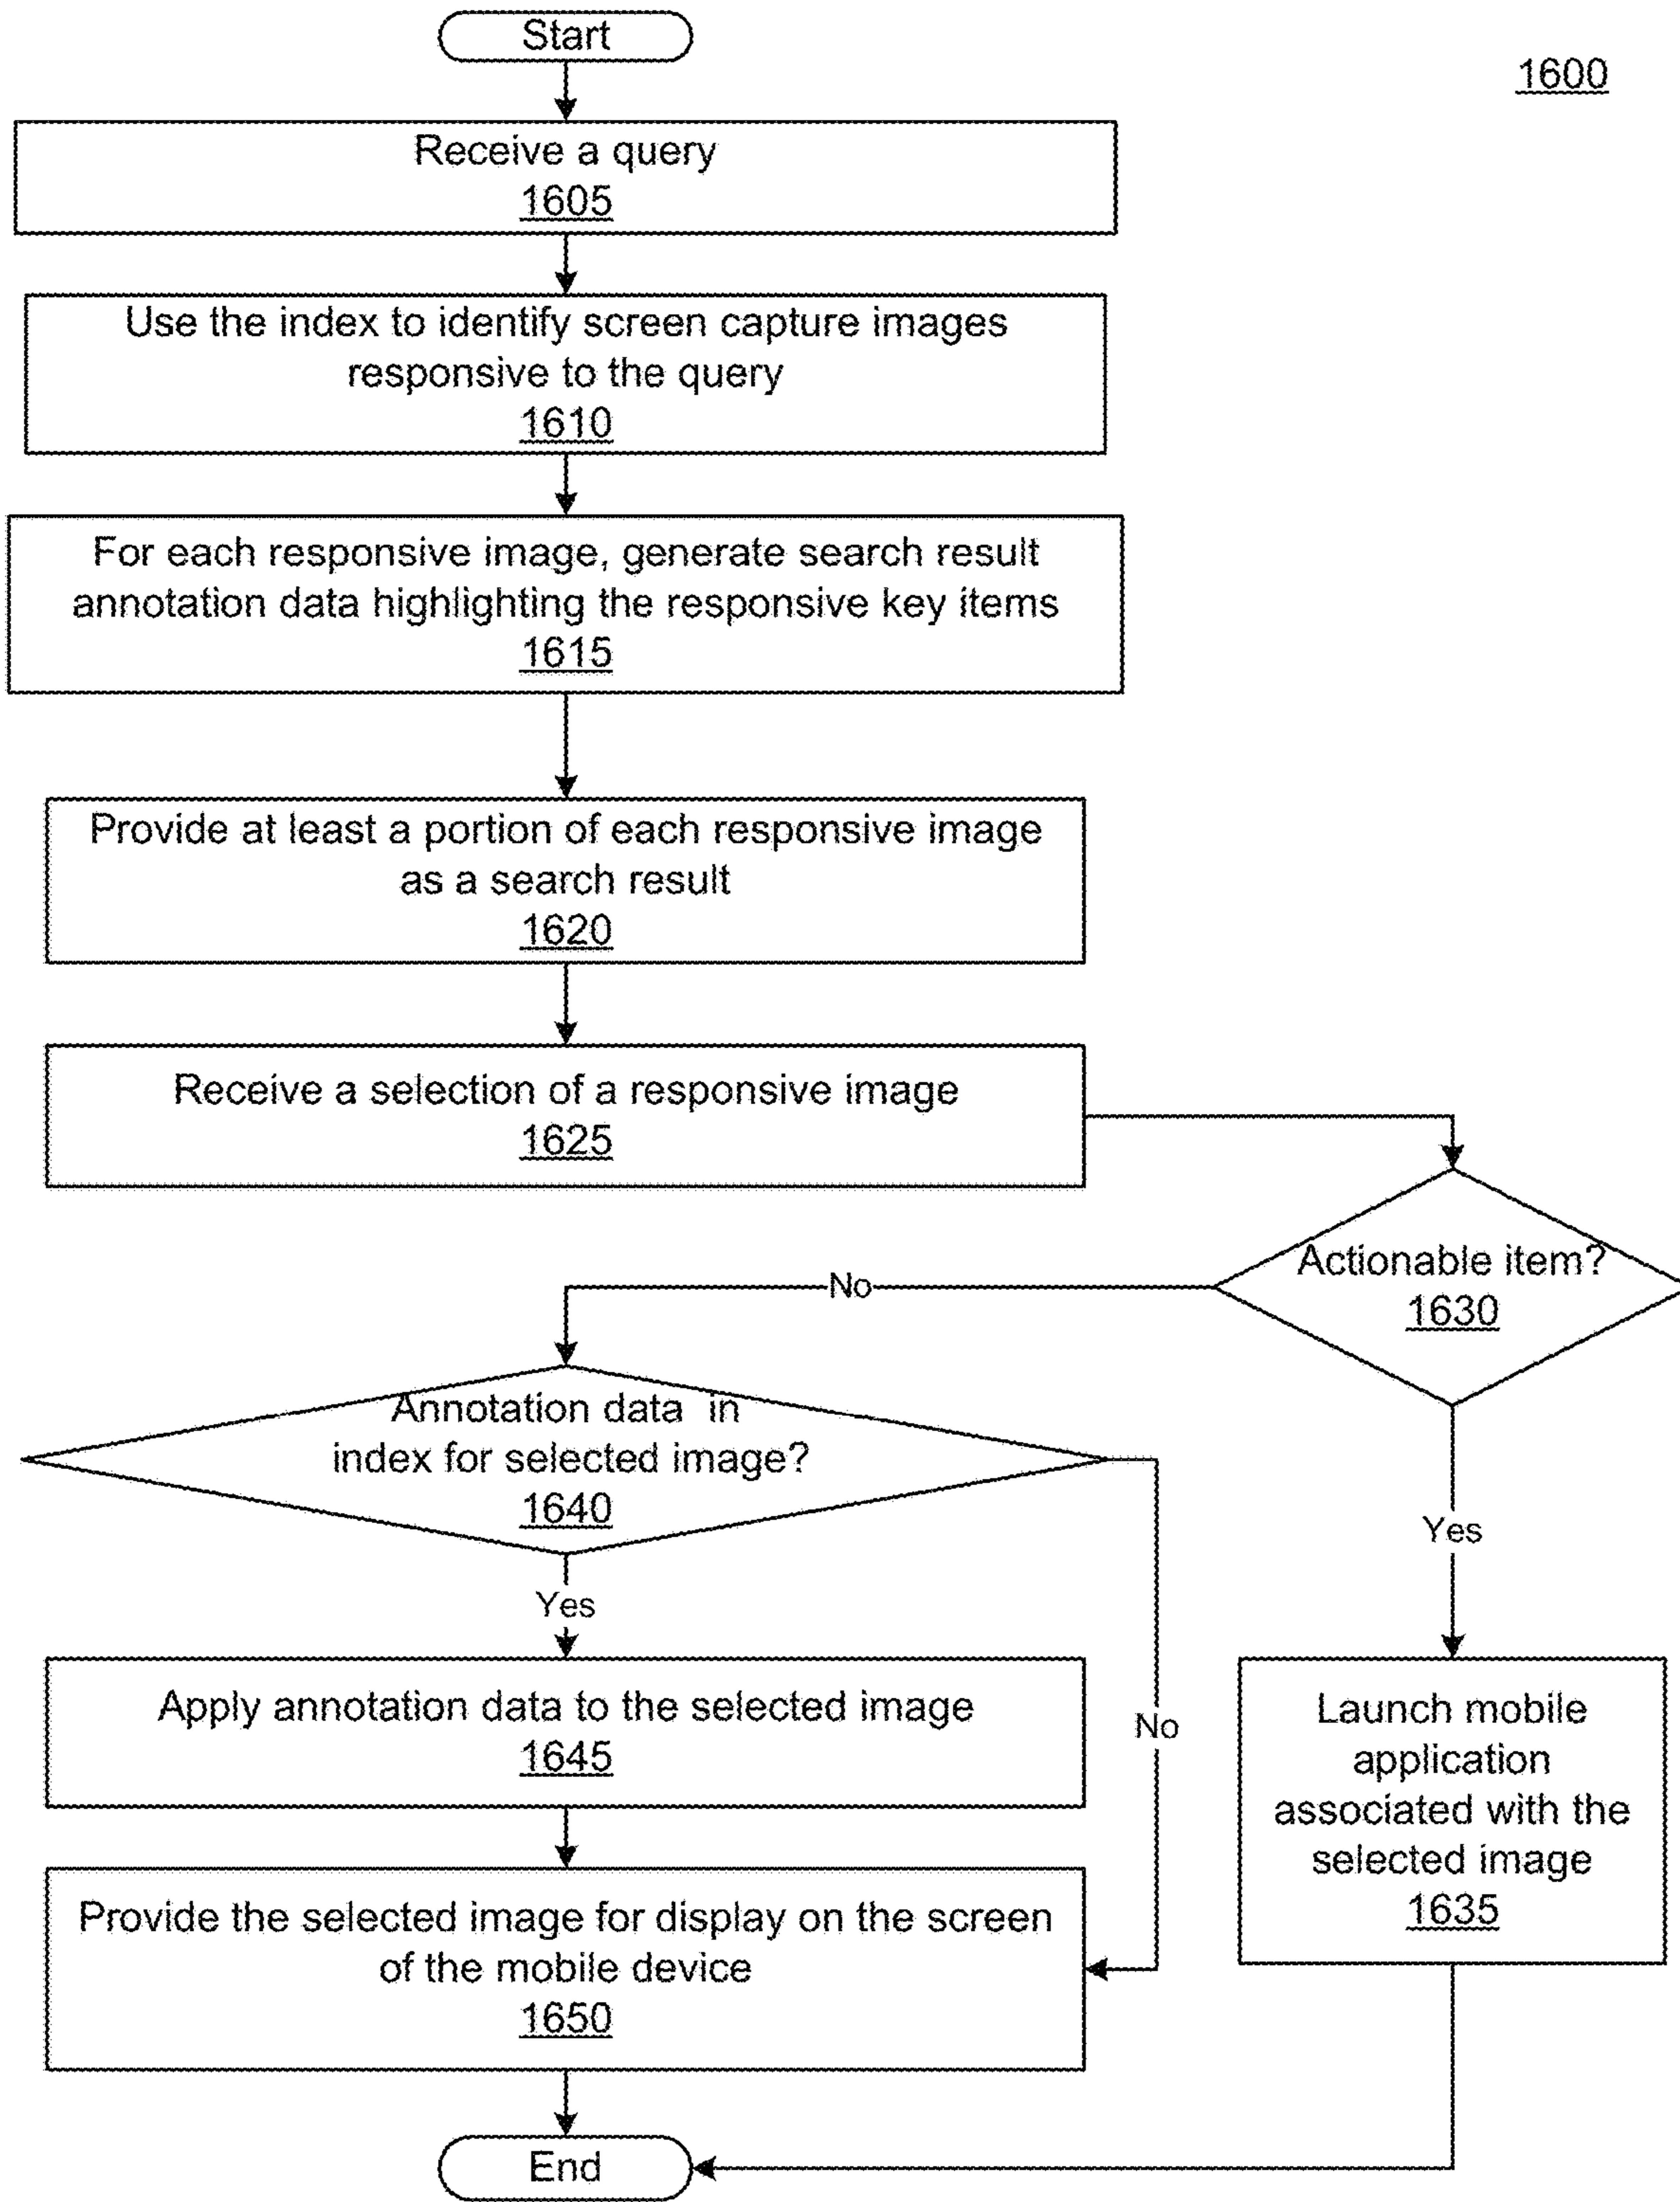 Start
1600
Receive a query
1605
Use the index to identify screen capture images
responsive to the query
1610
For each responsive image, generate search result
annotation data highlighting the responsive key items
1615
Provide at least a portion of each responsive image
as a search result
1620
Receive a selection of a responsive image
1625
Actionable item?
1630
No
Annotation data in
index for selected image?
1640
Yes
Yes
Apply annotation data to the selected image
1645
No
Launch mobile
application
associated with the
selected image
1635
Provide the selected image for display on the screen
of the mobile device
1650
End